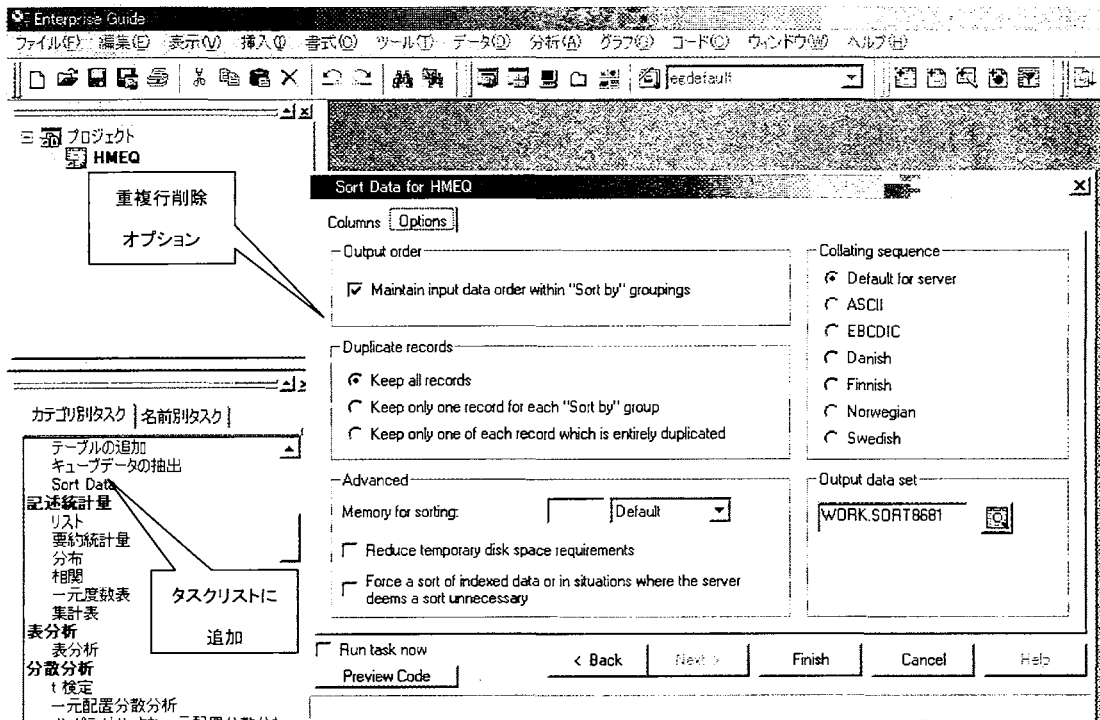 Enterprise Guide
ファイル(F) 編集(E) 表示(V) 挿入(I) 書式(O) ツール(T) データ(D) 分析(A) グラフ(G) コード(C) ウィンドウ(W) ヘルプ(H)
egdefault
プロジェクト
HMEQ
重複行削除
オプション
Sort Data for HMEQ
Columns Options
Output order
Maintain input data order within "Sort by" groupings
Duplicate records
Keep all records
Keep only one record for each "Sort by" group
Keep only one of each record which is entirely duplicated
Advanced
Memory for sorting: Default
Reduce temporary disk space requirements
Force a sort of indexed data or in situations where the server
deems a sort unnecessary
Collating sequence
Default for server
ASCII
EBCDIC
Danish
Finnish
Norwegian
Swedish
Output data set
WORK.SORT8681
Run task now
Preview Code
< Back Next > Finish Cancel Help
カテゴリ別タスク 名前別タスク
テーブルの追加
キューブデータの抽出
Sort Data
記述統計量
リスト
要約統計量
分布
相関
一元度数表
集計表
表分析
表分析
分散分析
t 検定
一元配置分散分析
タスクリストに
追加